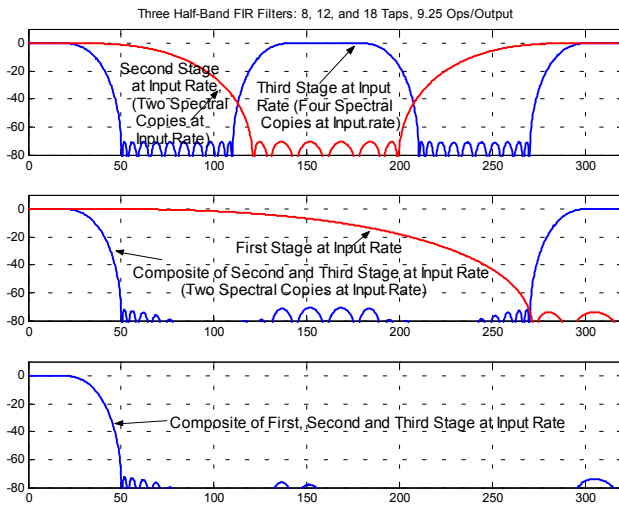 Three Half-Band FIR Filters: 8, 12, and 18 Taps, 9.25 Ops/Output
0
-20
-40
-60
-80
Second Stage
at Input Rate
(Two Spectral
Copies at
Input Rate)
Third Stage at Input
Rate (Four Spectral
Copies at Input rate)
0
50
100
150
200
250
300
0
-20
-40
-60
-80
First Stage at Input Rate
Composite of Second and Third Stage at Input Rate
(Two Spectral Copies at Input Rate)
0
50
100
150
200
250
300
0
-20
-40
-60
-80
Composite of First, Second and Third Stage at Input Rate
0
50
100
150
200
250
300